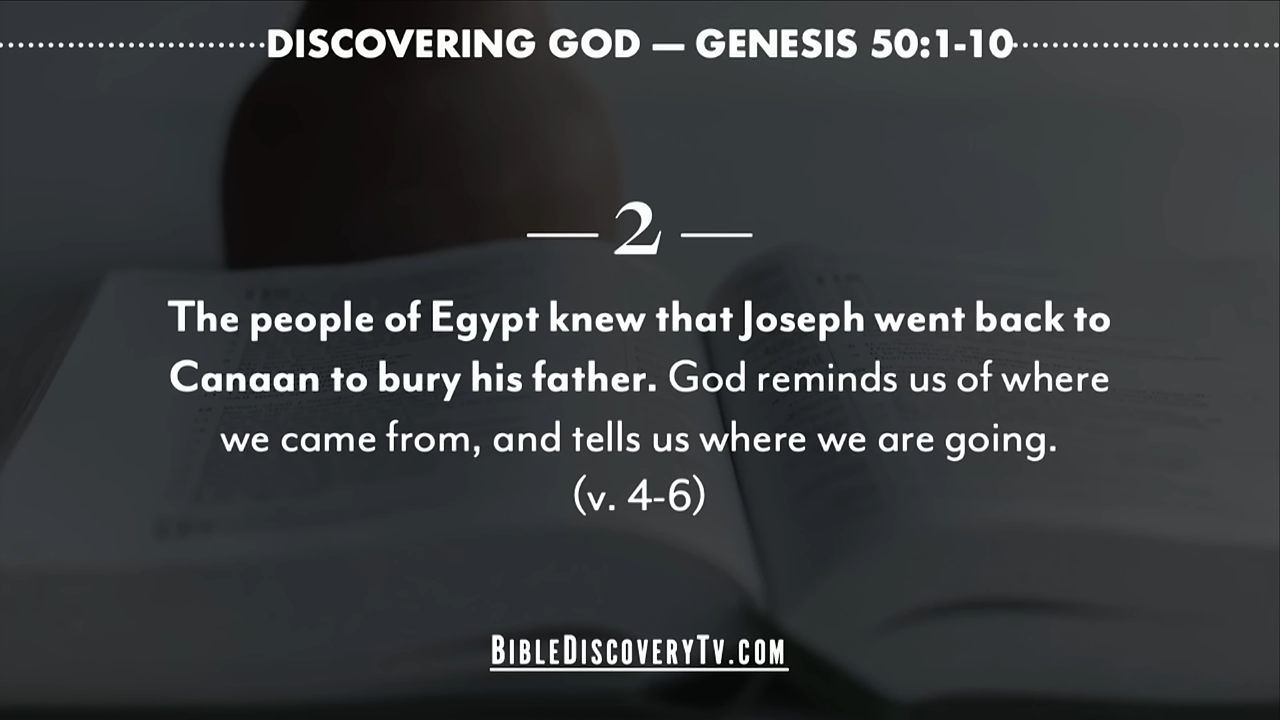 DISCOVERING GOD — GENESIS 50:1-10
— 2 —
The people of Egypt knew that Joseph went back to
Canaan to bury his father. God reminds us of where
we came from, and tells us where we are going.
(v. 4-6)
BIBLEDISCOVERYTV.COM